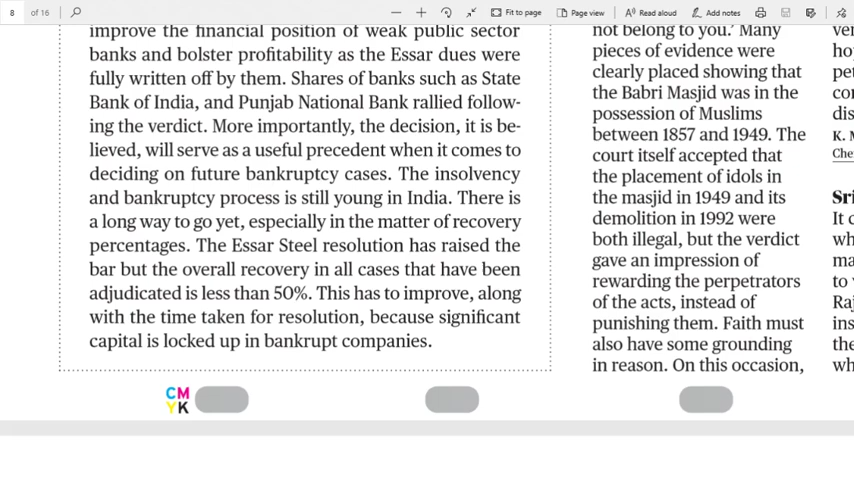 8 of 16 Fit to page Page view Read aloud Add notes
improve the financial position of weak public sector
banks and bolster profitability as the Essar dues were
fully written off by them. Shares of banks such as State
Bank of India, and Punjab National Bank rallied follow-
ing the verdict. More importantly, the decision, it is be-
lieved, will serve as a useful precedent when it comes to
deciding on future bankruptcy cases. The insolvency
and bankruptcy process is still young in India. There is
a long way to go yet, especially in the matter of recovery
percentages. The Essar Steel resolution has raised the
bar but the overall recovery in all cases that have been
adjudicated is less than 50%. This has to improve, along
with the time taken for resolution, because significant
capital is locked up in bankrupt companies.
CM
YK
not belong to you.' Many
pieces of evidence were
clearly placed showing that
the Babri Masjid was in the
possession of Muslims
between 1857 and 1949. The
court itself accepted that
the placement of idols in
the masjid in 1949 and its
demolition in 1992 were
both illegal, but the verdict
gave an impression of
rewarding the perpetrators
of the acts, instead of
punishing them. Faith must
also have some grounding
in reason. On this occasion,